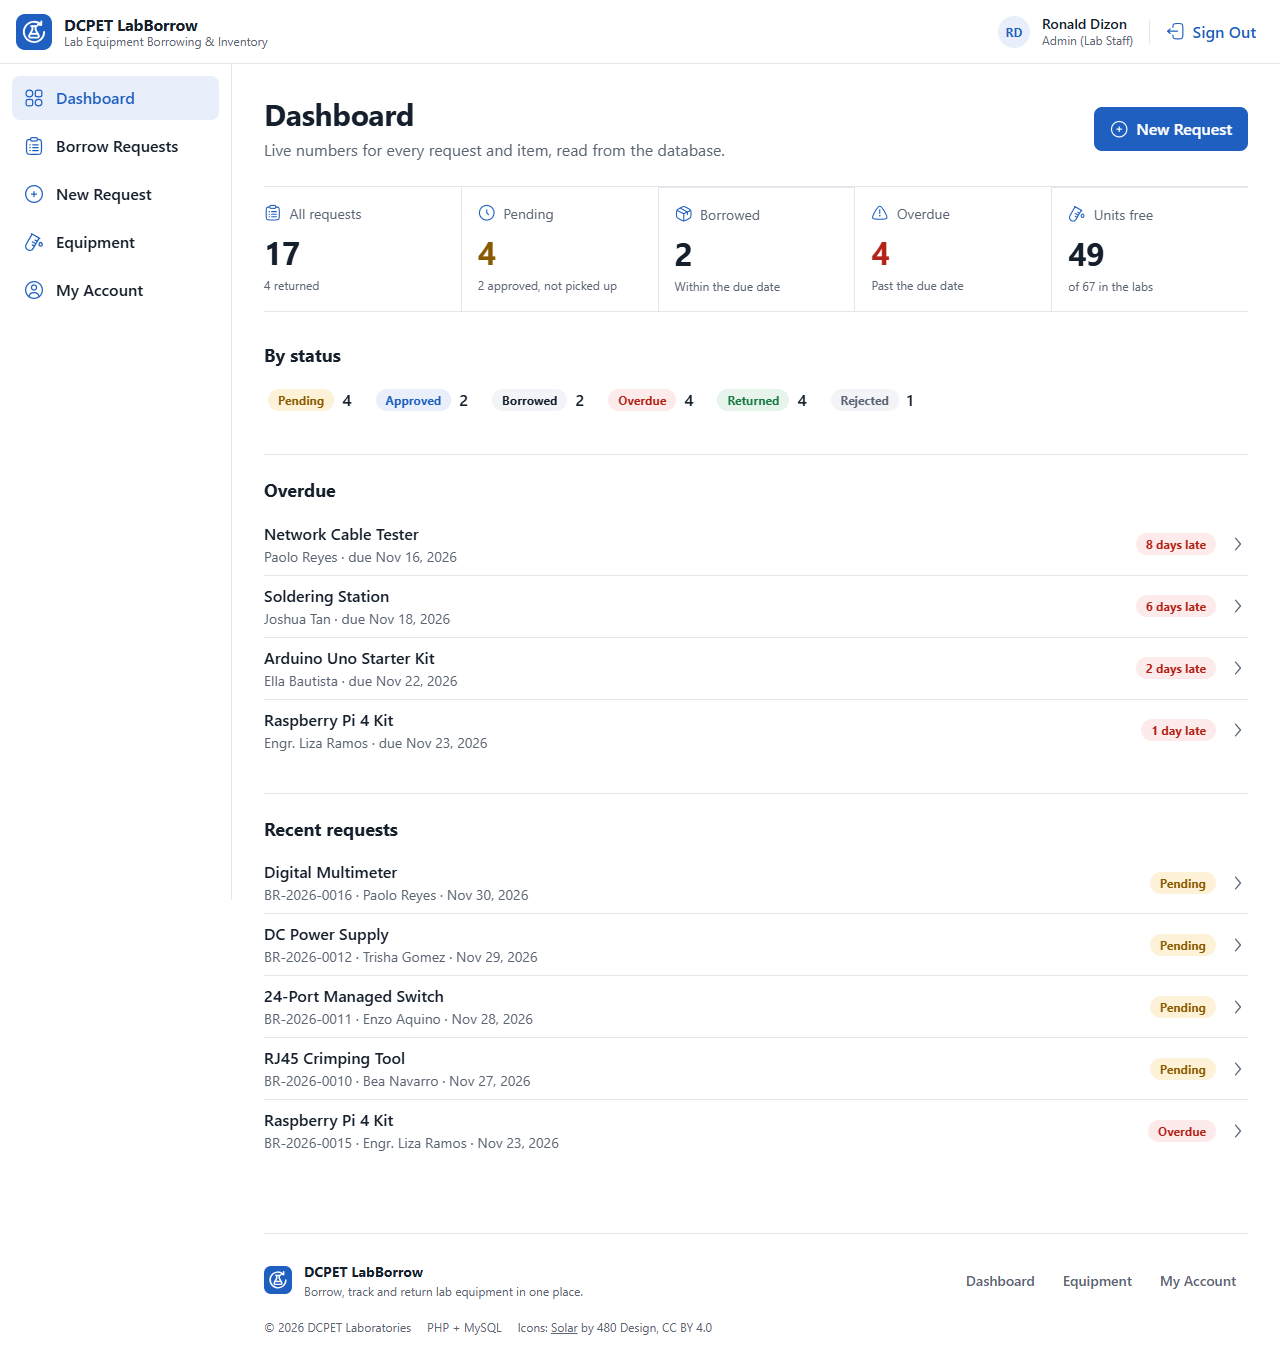 DCPET LabBorrow
Lab Equipment Borrowing & Inventory
RD
Ronald Dizon
Admin (Lab Staff)
Sign Out
Dashboard
Borrow Requests
New Request
Equipment
My Account
Dashboard
Live numbers for every request and item, read from the database.
New Request
All requests
17
4 returned
Pending
4
2 approved, not picked up
Borrowed
2
Within the due date
Overdue
4
Past the due date
Units free
49
of 67 in the labs
By status
Pending 4 Approved 2 Borrowed 2 Overdue 4 Returned 4 Rejected 1
Overdue
Network Cable Tester
Paolo Reyes · due Nov 16, 2026
8 days late
Soldering Station
Joshua Tan · due Nov 18, 2026
6 days late
Arduino Uno Starter Kit
Ella Bautista · due Nov 22, 2026
2 days late
Raspberry Pi 4 Kit
Engr. Liza Ramos · due Nov 23, 2026
1 day late
Recent requests
Digital Multimeter
BR-2026-0016 · Paolo Reyes · Nov 30, 2026
Pending
DC Power Supply
BR-2026-0012 · Trisha Gomez · Nov 29, 2026
Pending
24-Port Managed Switch
BR-2026-0011 · Enzo Aquino · Nov 28, 2026
Pending
RJ45 Crimping Tool
BR-2026-0010 · Bea Navarro · Nov 27, 2026
Pending
Raspberry Pi 4 Kit
BR-2026-0015 · Engr. Liza Ramos · Nov 23, 2026
Overdue
DCPET LabBorrow
Borrow, track and return lab equipment in one place.
Dashboard Equipment My Account
© 2026 DCPET Laboratories PHP + MySQL Icons: Solar by 480 Design, CC BY 4.0